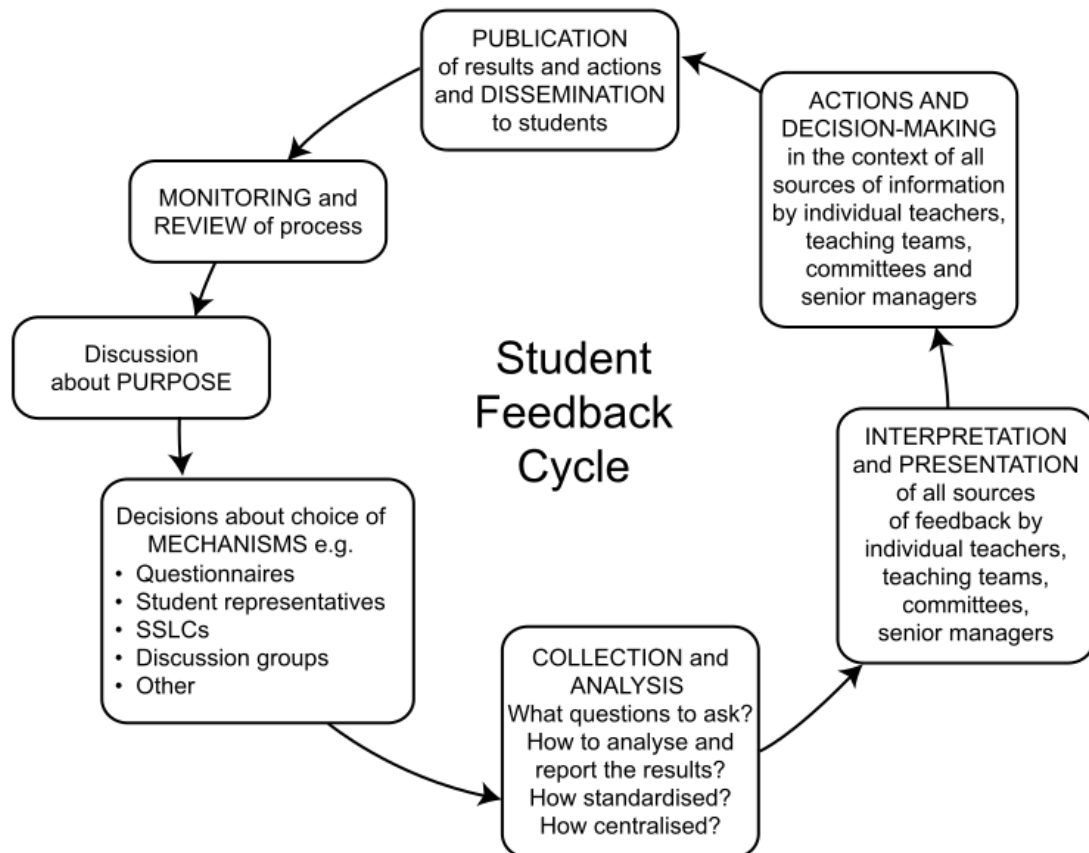 PUBLICATION
of results and actions
and DISSEMINATION
to students
ACTIONS AND
DECISION-MAKING
in the context of all
sources of information
by individual teachers,
teaching teams,
committees and
senior managers
MONITORING and
REVIEW of process
Discussion
about PURPOSE
Student
Feedback
Cycle
INTERPRETATION
and PRESENTATION
of all sources
of feedback by
individual teachers,
teaching teams,
committees,
senior managers
Decisions about choice of
MECHANISMS e.g.
• Questionnaires
• Student representatives
• SSLCs
• Discussion groups
• Other
COLLECTION and
ANALYSIS
What questions to ask?
How to analyse and
report the results?
How standardised?
How centralised?